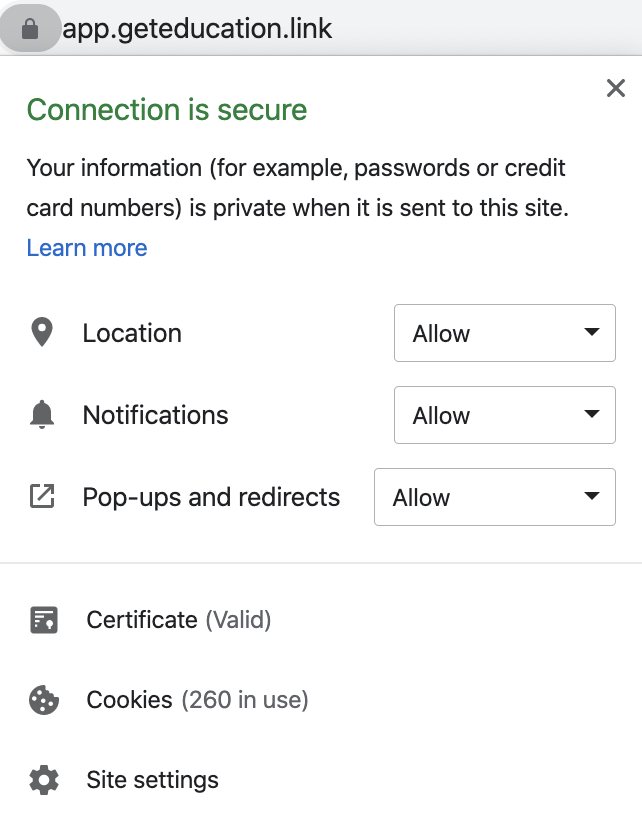 app.geteducation.link
Connection is secure
Your information (for example, passwords or credit
card numbers) is private when it is sent to this site.
Learn more
Location Allow
Notifications Allow
Pop-ups and redirects Allow
Certificate (Valid)
Cookies (260 in use)
Site settings